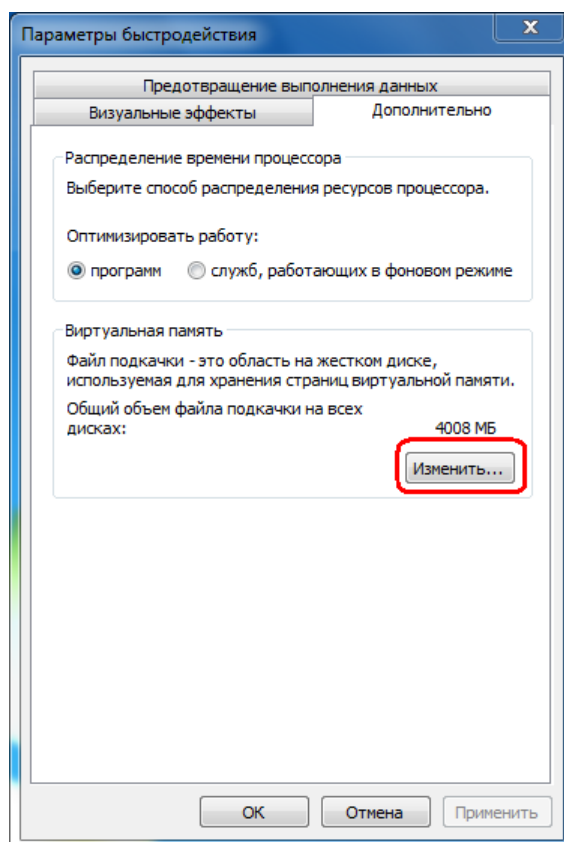 Параметры быстродействия
Предотвращение выполнения данных
Визуальные эффекты
Дополнительно
Распределение времени процессора
Выберите способ распределения ресурсов процессора.
Оптимизировать работу:
программ служб, работающих в фоновом режиме
Виртуальная память
Файл подкачки - это область на жестком диске,
используемая для хранения страниц виртуальной памяти.
Общий объем файла подкачки на всех
дисках: 4008 МБ
Изменить...
ОК Отмена Применить